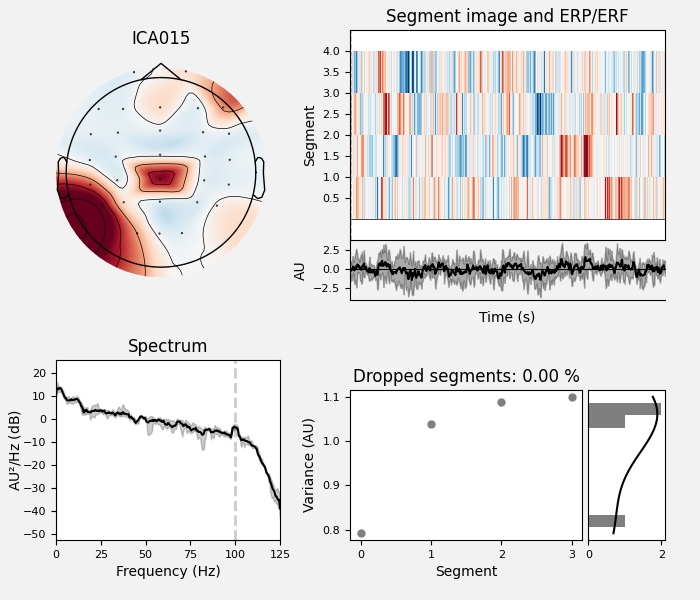 ICA015
Segment image and ERP/ERF
Segment
4.0
3.5
3.0
2.5
2.0
1.5
1.0
0.5
AU
2.5
0.0
−2.5
Time (s)
Spectrum
AU²/Hz (dB)
20
10
0
−10
−20
−30
−40
−50
0 25 50 75 100 125
Frequency (Hz)
Dropped segments: 0.00 %
Variance (AU)
1.1
1.0
0.9
0.8
0 1 2 3
Segment
0 2